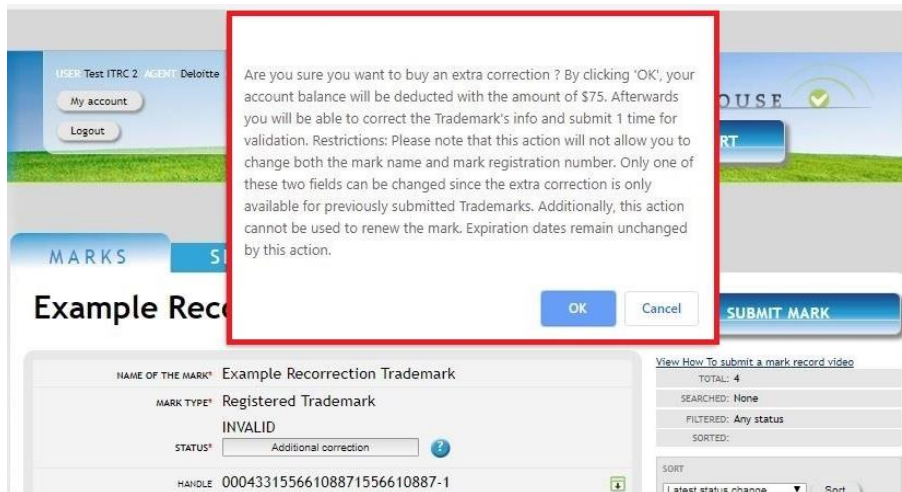 USER Test ITRC 2 AGENT Deloitte
My account
Logout
Are you sure you want to buy an extra correction ? By clicking 'OK', your
account balance will be deducted with the amount of $75. Afterwards
you will be able to correct the Trademark's info and submit 1 time for
validation. Restrictions: Please note that this action will not allow you to
change both the mark name and mark registration number. Only one of
these two fields can be changed since the extra correction is only
available for previously submitted Trademarks. Additionally, this action
cannot be used to renew the mark. Expiration dates remain unchanged
by this action.
OK
Cancel
OUSE
RT
MARKS
Example Reco
SUBMIT MARK
NAME OF THE MARK* Example Recorrection Trademark
MARK TYPE* Registered Trademark
INVALID
STATUS* Additional correction ?
HANDLE 00043315566108871556610887-1
View How To submit a mark record video
TOTAL: 4
SEARCHED: None
FILTERED: Any status
SORTED:
SORT
Latest status change Sort